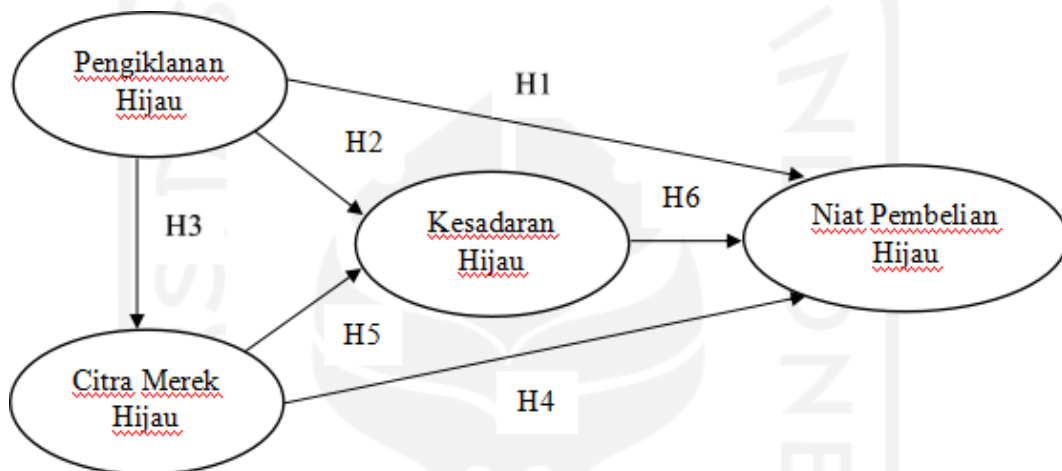 Pengiklanan
Hijau
H1
H2
H3
Kesadaran
Hijau
H6
Niat Pembelian
Hijau
H5
Citra Merek
Hijau
H4